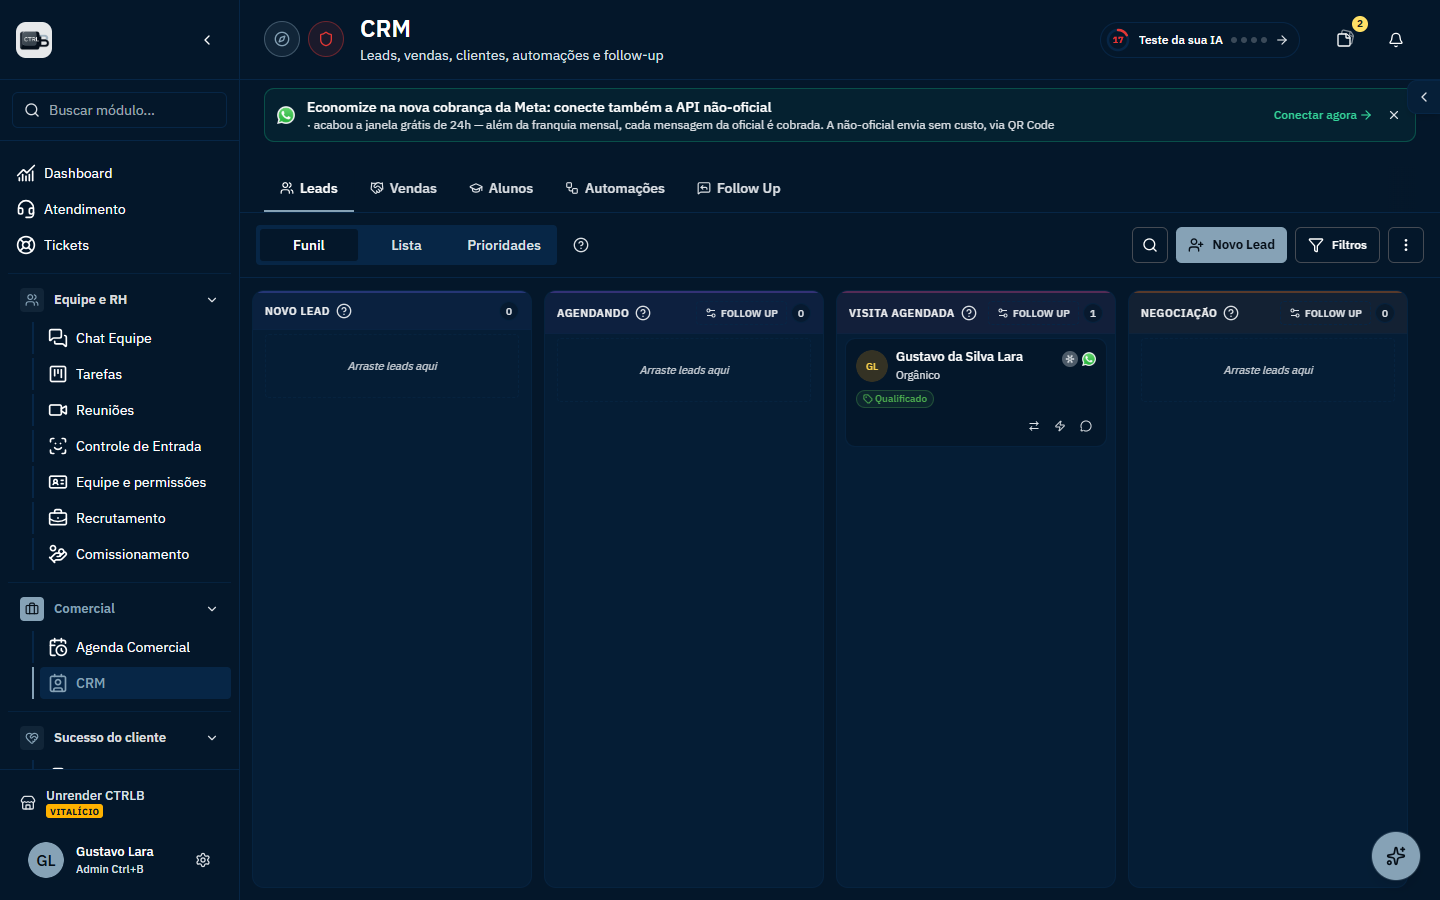 CTRL B
CRM
Leads, vendas, clientes, automações e follow-up
17 Teste da sua IA
2
Buscar módulo...
Economize na nova cobrança da Meta: conecte também a API não-oficial
· acabou a janela grátis de 24h — além da franquia mensal, cada mensagem da oficial é cobrada. A não-oficial envia sem custo, via QR Code
Conectar agora
Dashboard
Atendimento
Tickets
Equipe e RH
Chat Equipe
Tarefas
Reuniões
Controle de Entrada
Equipe e permissões
Recrutamento
Comissionamento
Comercial
Agenda Comercial
CRM
Sucesso do cliente
Unrender CTRLB
VITALÍCIO
GL
Gustavo Lara
Admin Ctrl+B
Leads
Vendas
Alunos
Automações
Follow Up
Funil
Lista
Prioridades
Novo Lead
Filtros
NOVO LEAD
0
Arraste leads aqui
AGENDANDO
FOLLOW UP
0
Arraste leads aqui
VISITA AGENDADA
FOLLOW UP
1
GL
Gustavo da Silva Lara
Orgânico
Qualificado
NEGOCIAÇÃO
FOLLOW UP
0
Arraste leads aqui